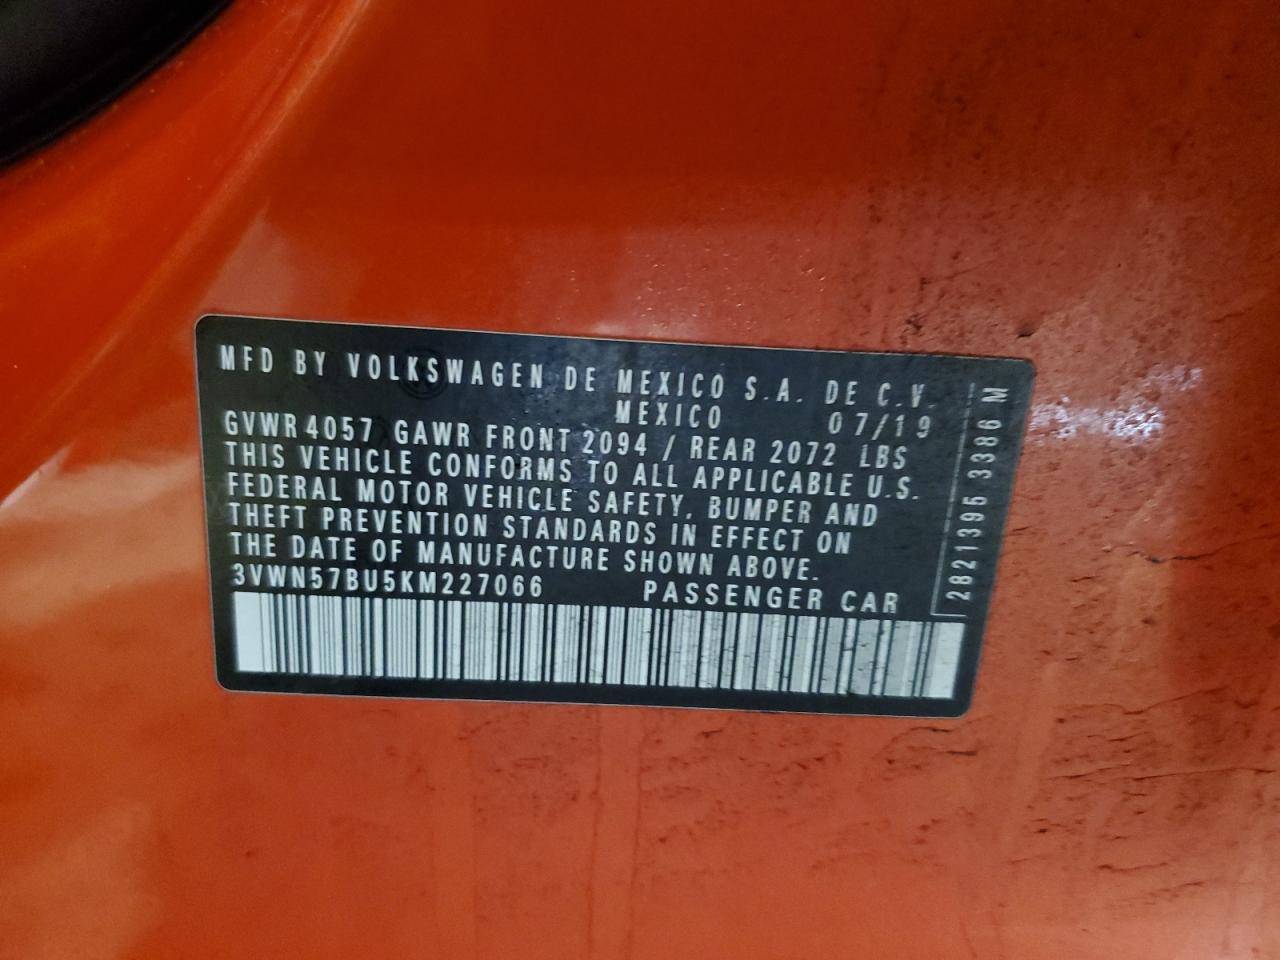 MFD BY VOLKSWAGEN DE MEXICO S.A. DE C.V.
MEXICO 07/19
GVWR 4057 GAWR FRONT 2094 / REAR 2072 LBS
THIS VEHICLE CONFORMS TO ALL APPLICABLE U.S.
FEDERAL MOTOR VEHICLE SAFETY, BUMPER AND
THEFT PREVENTION STANDARDS IN EFFECT ON
THE DATE OF MANUFACTURE SHOWN ABOVE.
3VWN57BU5KM227066 PASSENGER CAR
2821395 3386 M